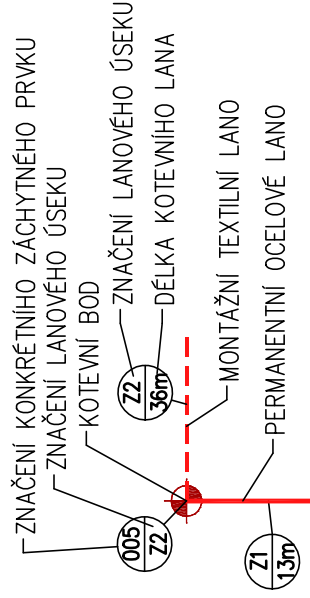 ZNAČENÍ KONKRÉTNÍHO ZÁCHYTNÉHO PRVKU
ZNAČENÍ LANOVÉHO ÚSEKU
KOTEVNÍ BOD
005
Z2
ZNAČENÍ LANOVÉHO ÚSEKU
DÉLKA KOTEVNÍHO LANA
Z2
36m
MONTÁŽNÍ TEXTILNÍ LANO
PERMANENTNÍ OCELOVÉ LANO
Z1
13m